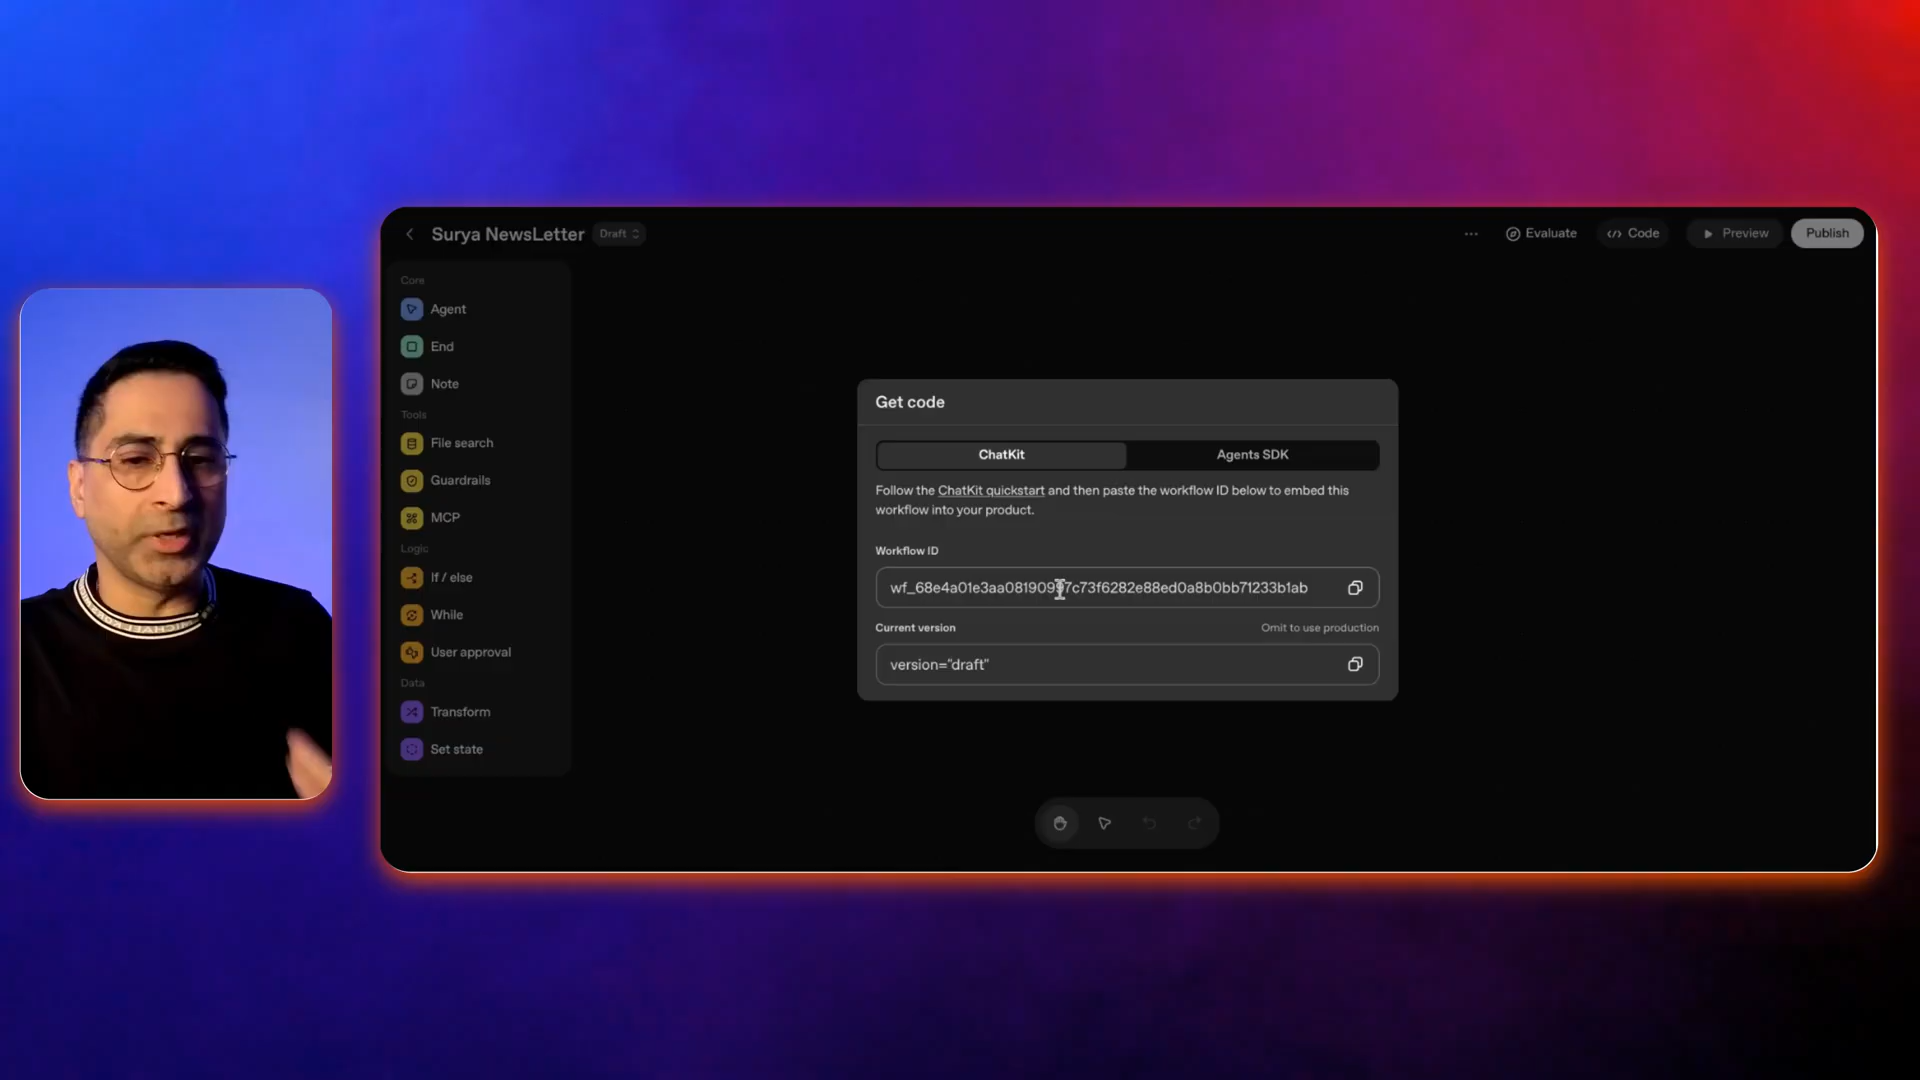 Surya NewsLetter
Draft
Evaluate
Code
Preview
Publish
Core
Agent
End
Note
Tools
File search
Guardrails
MCP
Logic
If / else
While
User approval
Data
Transform
Set state
Get code
ChatKit
Agents SDK
Follow the ChatKit quickstart and then paste the workflow ID below to embed this
workflow into your product.
Workflow ID
Current version
Omit to use production
version="draft"